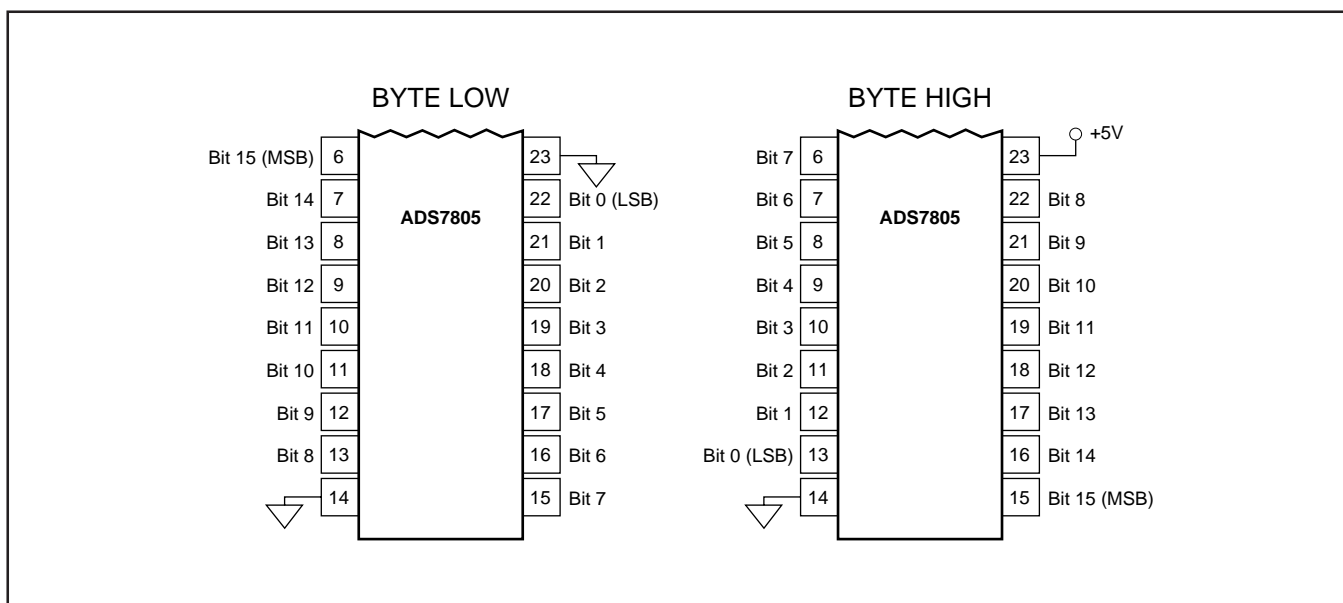 BYTE LOW
Bit 15 (MSB) 6 23
Bit 14 7 ADS7805 22 Bit 0 (LSB)
Bit 13 8 21 Bit 1
Bit 12 9 20 Bit 2
Bit 11 10 19 Bit 3
Bit 10 11 18 Bit 4
Bit 9 12 17 Bit 5
Bit 8 13 16 Bit 6
14 15 Bit 7
BYTE HIGH
+5V
Bit 7 6 23
Bit 6 7 ADS7805 22 Bit 8
Bit 5 8 21 Bit 9
Bit 4 9 20 Bit 10
Bit 3 10 19 Bit 11
Bit 2 11 18 Bit 12
Bit 1 12 17 Bit 13
Bit 0 (LSB) 13 16 Bit 14
14 15 Bit 15 (MSB)